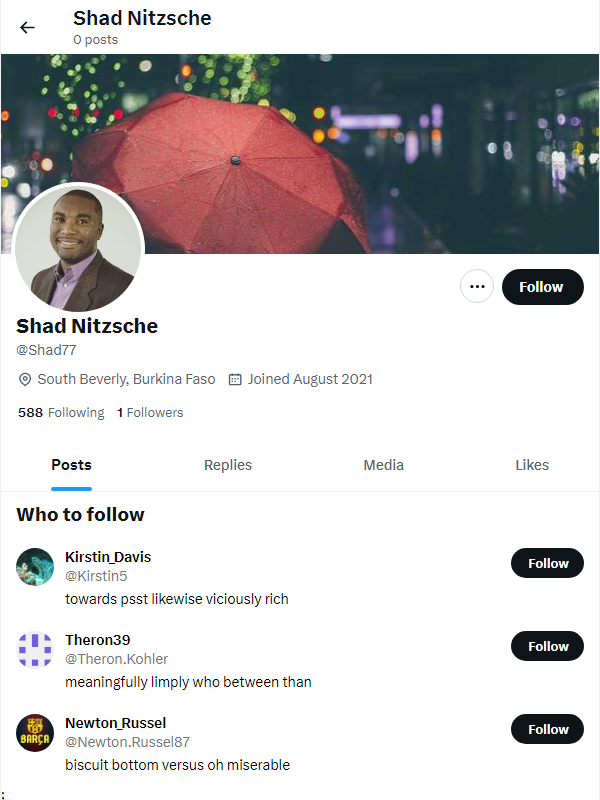 Shad Nitzsche
0 posts
Follow
Shad Nitzsche
@Shad77
South Beverly, Burkina Faso Joined August 2021
588 Following 1 Followers
Posts Replies Media Likes
Who to follow
Kirstin_Davis
@Kirstin5
Follow
towards psst likewise viciously rich
Theron39
@Theron.Kohler
Follow
meaningfully limply who between than
BARÇA
Newton_Russel
@Newton.Russel87
Follow
biscuit bottom versus oh miserable
;